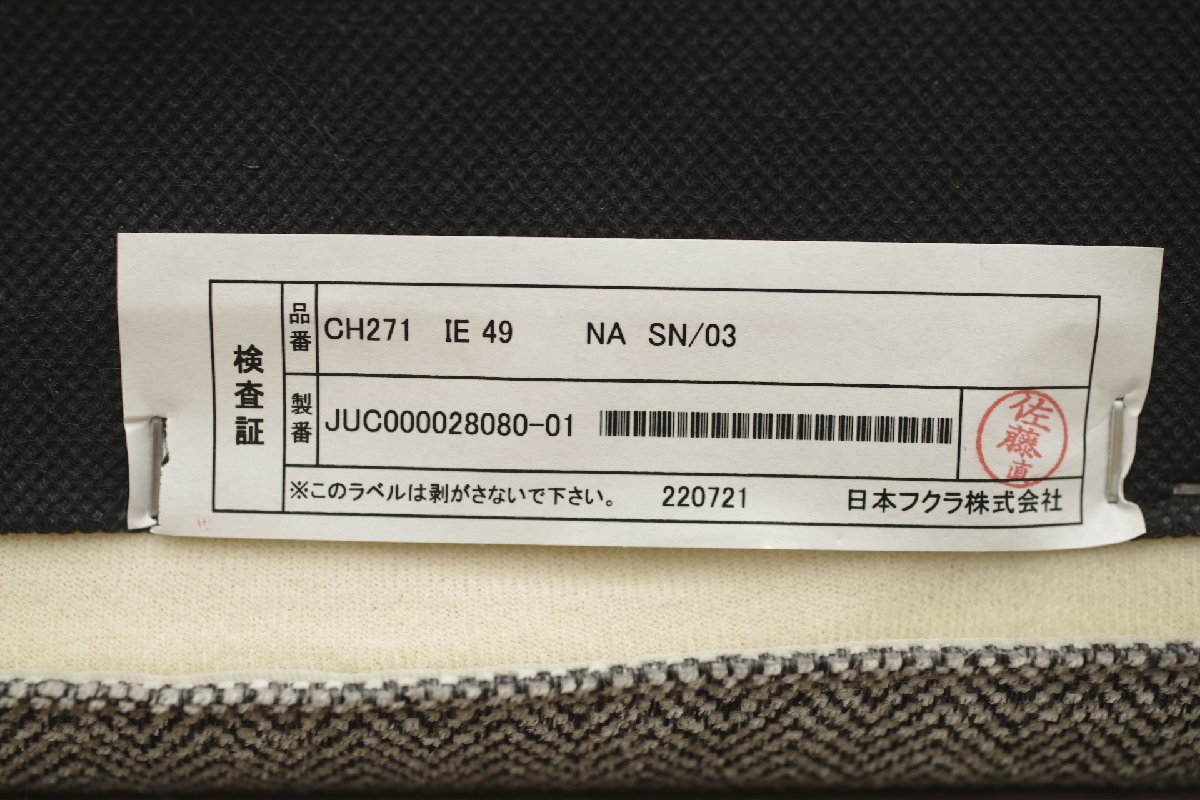 検査証
品番 CH271 IE 49 NA SN/03
製番 JUC000028080-01
佐藤直
※このラベルは剥がさないで下さい。 220721 日本フクラ株式会社